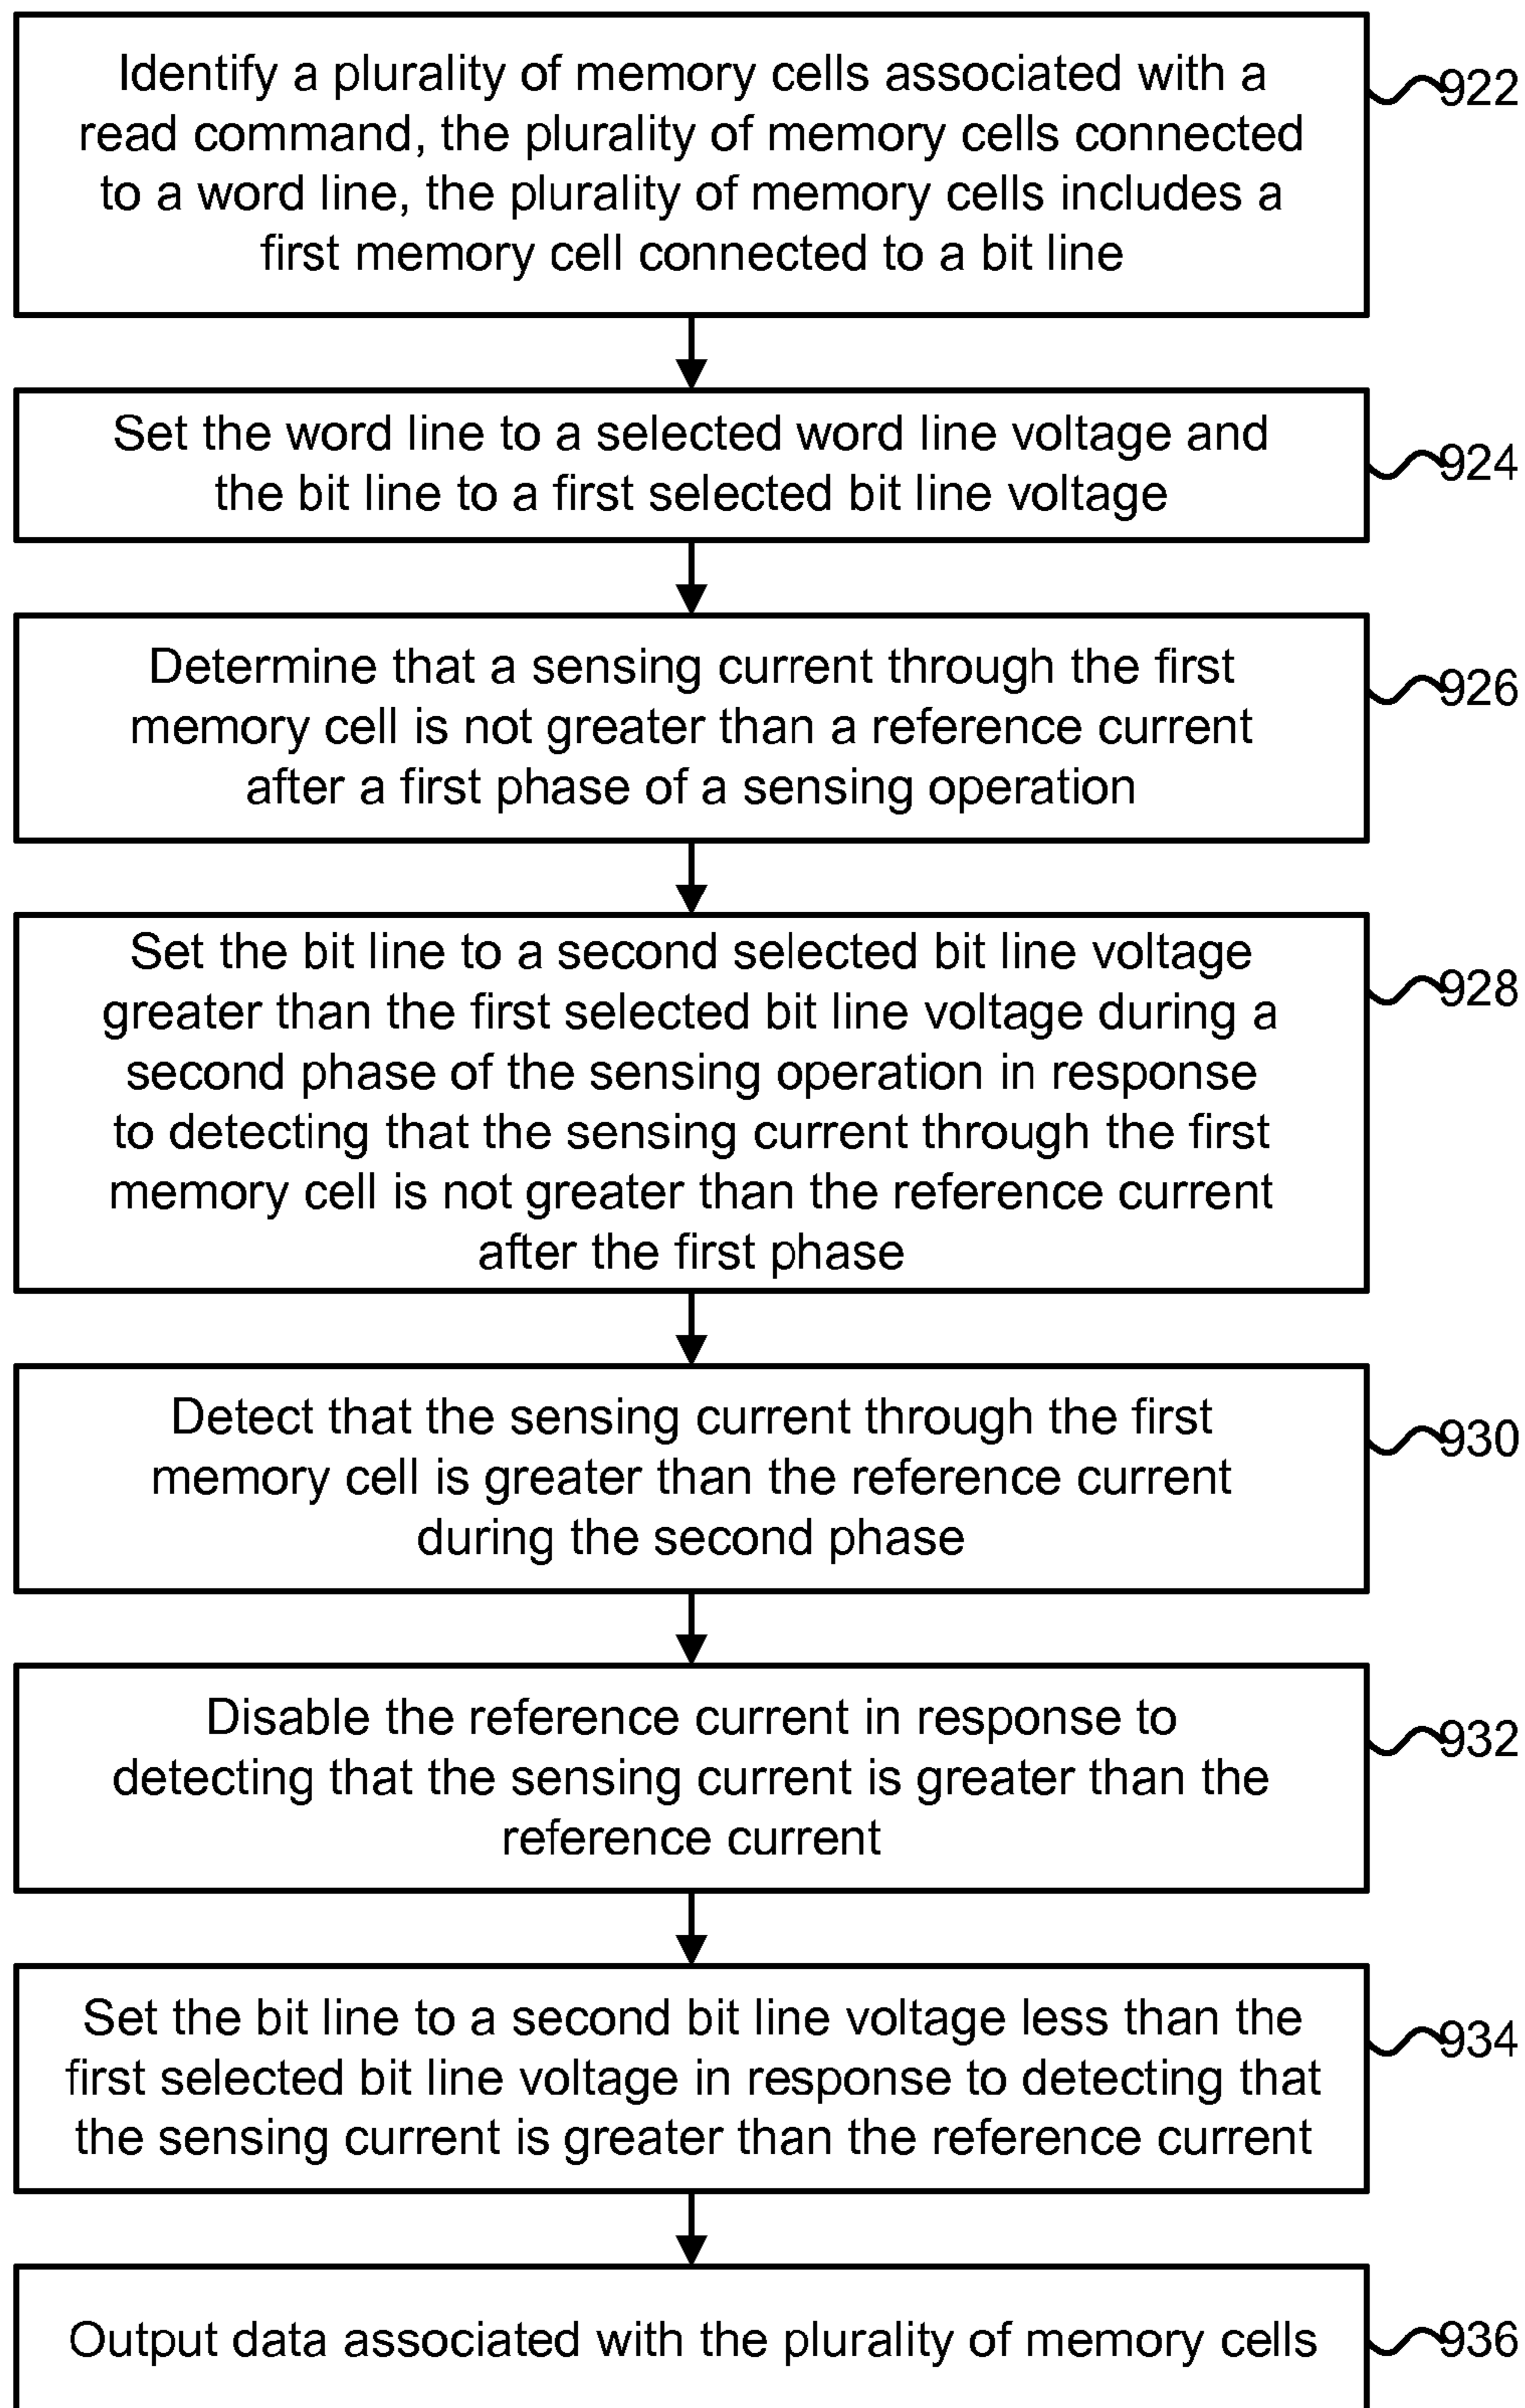 Identify a plurality of memory cells associated with a
read command, the plurality of memory cells connected
to a word line, the plurality of memory cells includes a
first memory cell connected to a bit line
922
Set the word line to a selected word line voltage and
the bit line to a first selected bit line voltage
924
Determine that a sensing current through the first
memory cell is not greater than a reference current
after a first phase of a sensing operation
926
Set the bit line to a second selected bit line voltage
greater than the first selected bit line voltage during a
second phase of the sensing operation in response
to detecting that the sensing current through the first
memory cell is not greater than the reference current
after the first phase
928
Detect that the sensing current through the first
memory cell is greater than the reference current
during the second phase
930
Disable the reference current in response to
detecting that the sensing current is greater than the
reference current
932
Set the bit line to a second bit line voltage less than the
first selected bit line voltage in response to detecting that
the sensing current is greater than the reference current
934
Output data associated with the plurality of memory cells
936